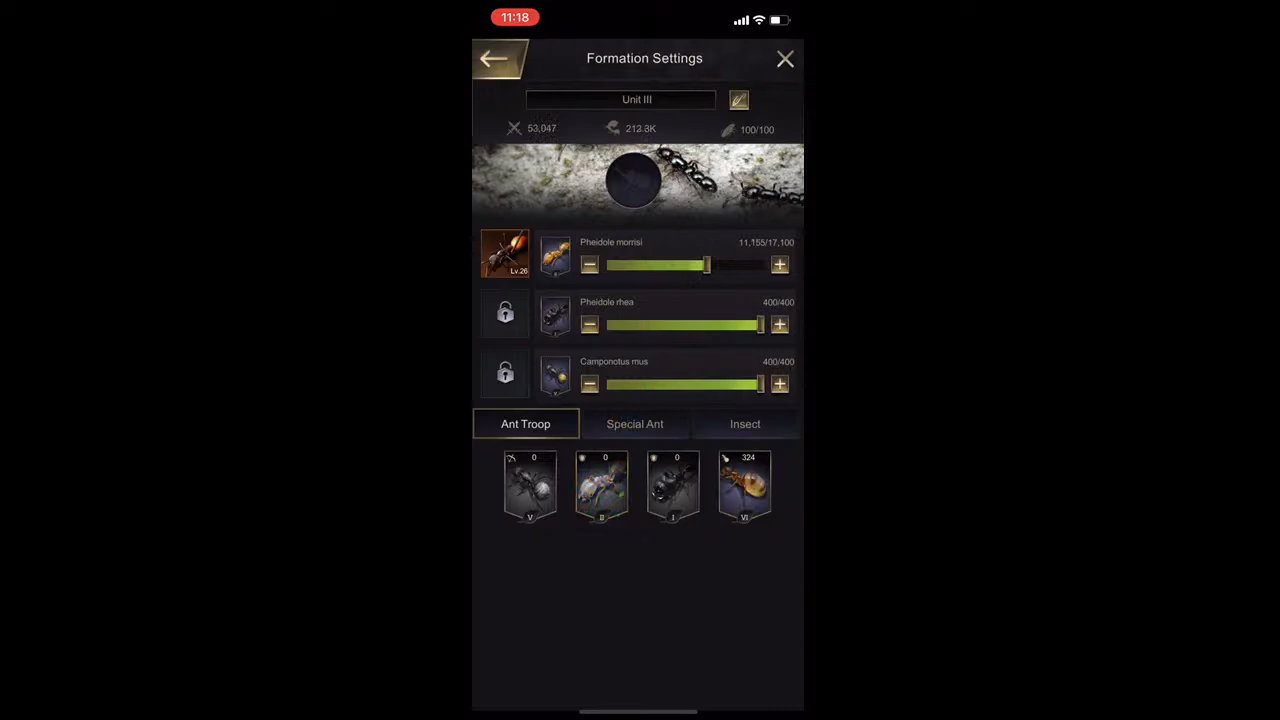 11:18
Formation Settings
Unit III
53,047 212.3K 100/100
Pheidole morrisi 11,155/17,100
Lv.26
Pheidole rhea 400/400
Camponotus mus 400/400
Ant Troop Special Ant Insect
0 0 0 324
V II I VI